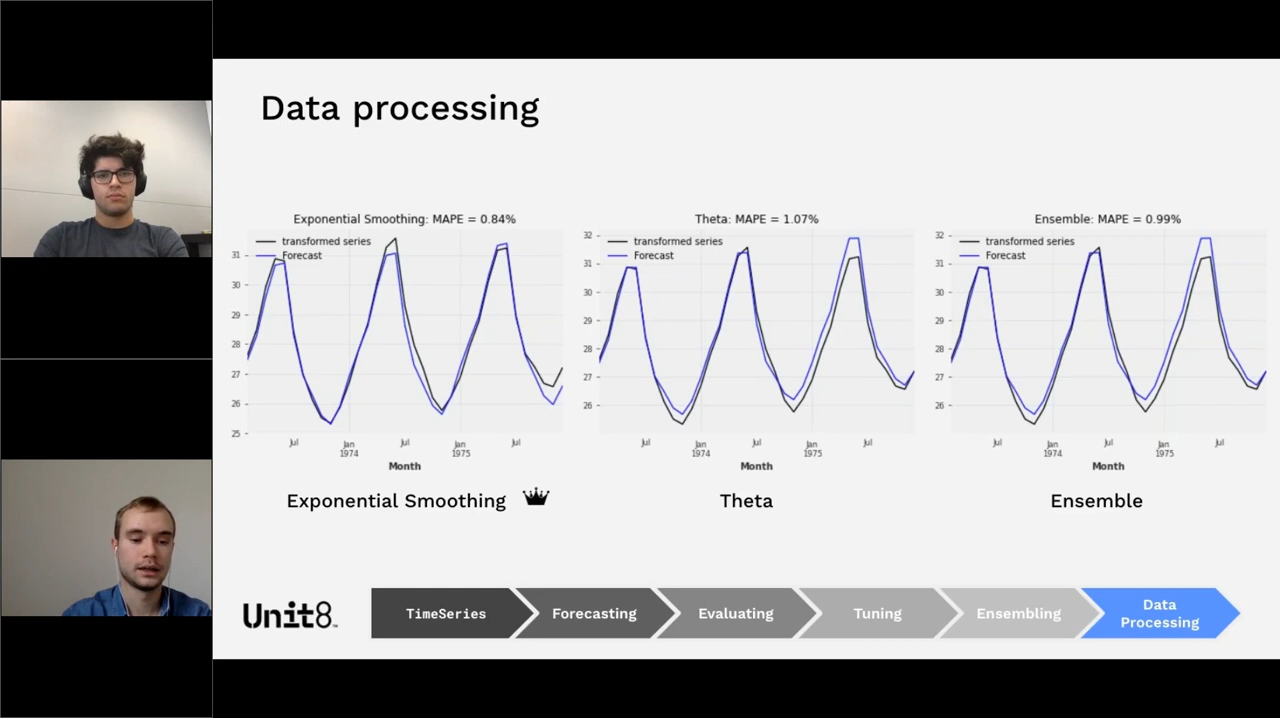 Data processing
Exponential Smoothing: MAPE = 0.84%
transformed series
Forecast
31
30
29
28
27
26
25
Jul
Jan
1974
Jul
Jan
1975
Jul
Month
Exponential Smoothing
Theta: MAPE = 1.07%
transformed series
Forecast
32
31
30
29
28
27
26
Jul
Jan
1974
Jul
Jan
1975
Jul
Month
Theta
Ensemble: MAPE = 0.99%
transformed series
Forecast
32
31
30
29
28
27
26
Jul
Jan
1974
Jul
Jan
1975
Jul
Month
Ensemble
Unit8
TimeSeries
Forecasting
Evaluating
Tuning
Ensembling
Data
Processing